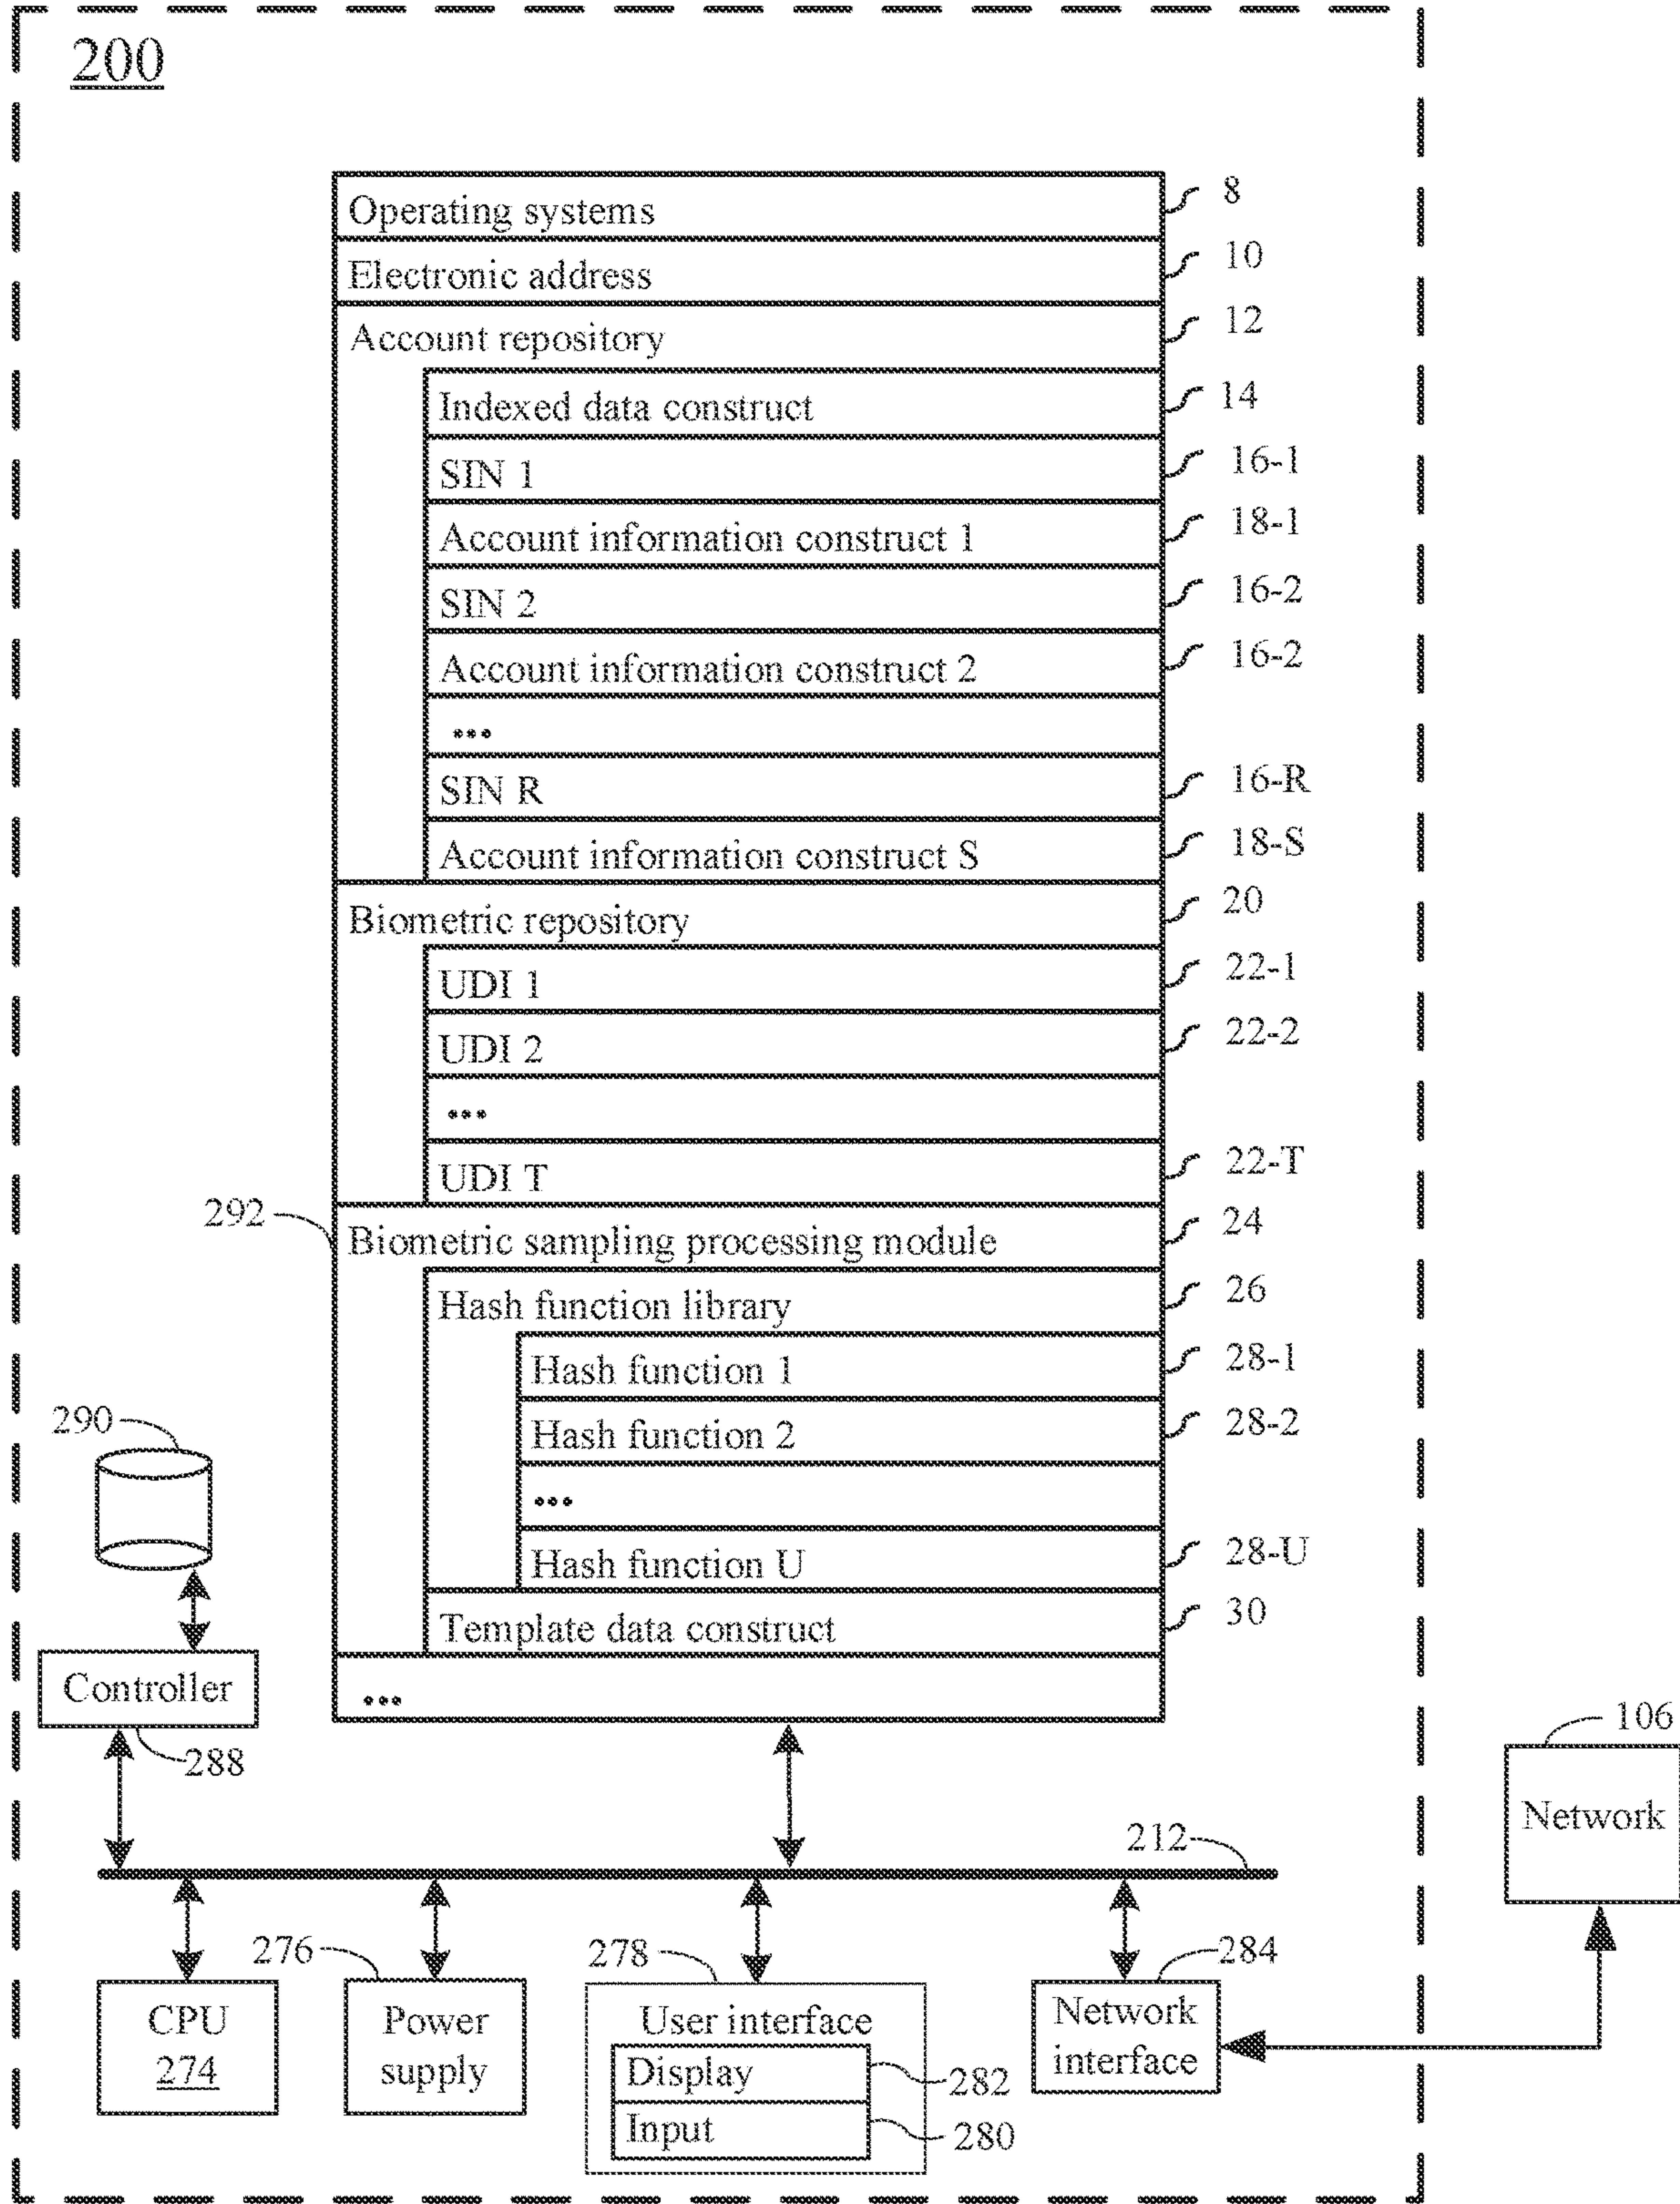 200
Operating systems 8
Electronic address 10
Account repository 12
Indexed data construct 14
SIN 1 16-1
Account information construct 1 18-1
SIN 2 16-2
Account information construct 2 16-2
...
SIN R 16-R
Account information construct S 18-S
Biometric repository 20
UDI 1 22-1
UDI 2 22-2
...
UDI T 22-T
292 Biometric sampling processing module 24
Hash function library 26
Hash function 1 28-1
Hash function 2 28-2
...
Hash function U 28-U
Template data construct 30
...
290
Controller
288
106
Network
212
276
278
284
CPU
274
Power
supply
User interface
Display 282
Input 280
Network
interface